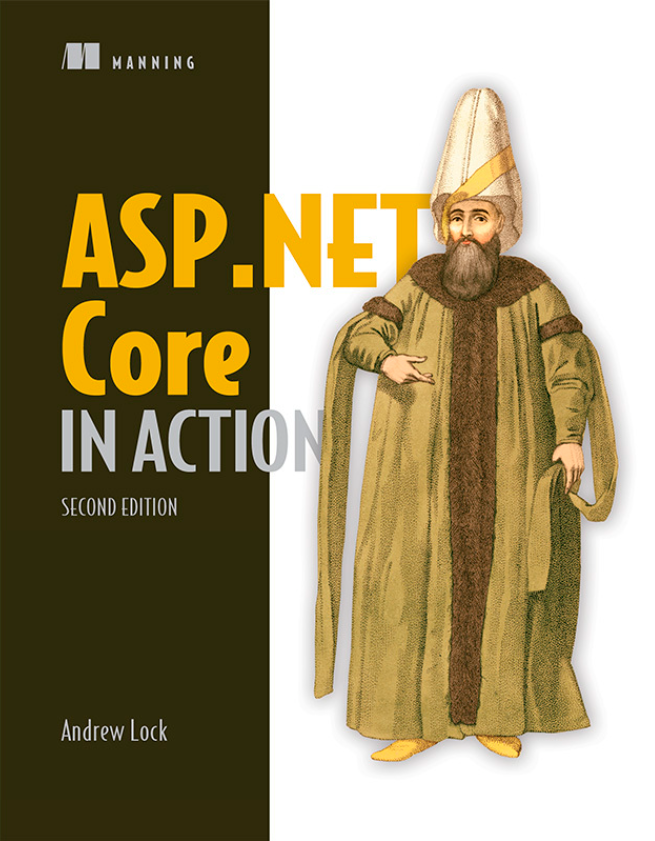 MANNING
ASP.NET
Core
IN ACTION
SECOND EDITION
Andrew Lock